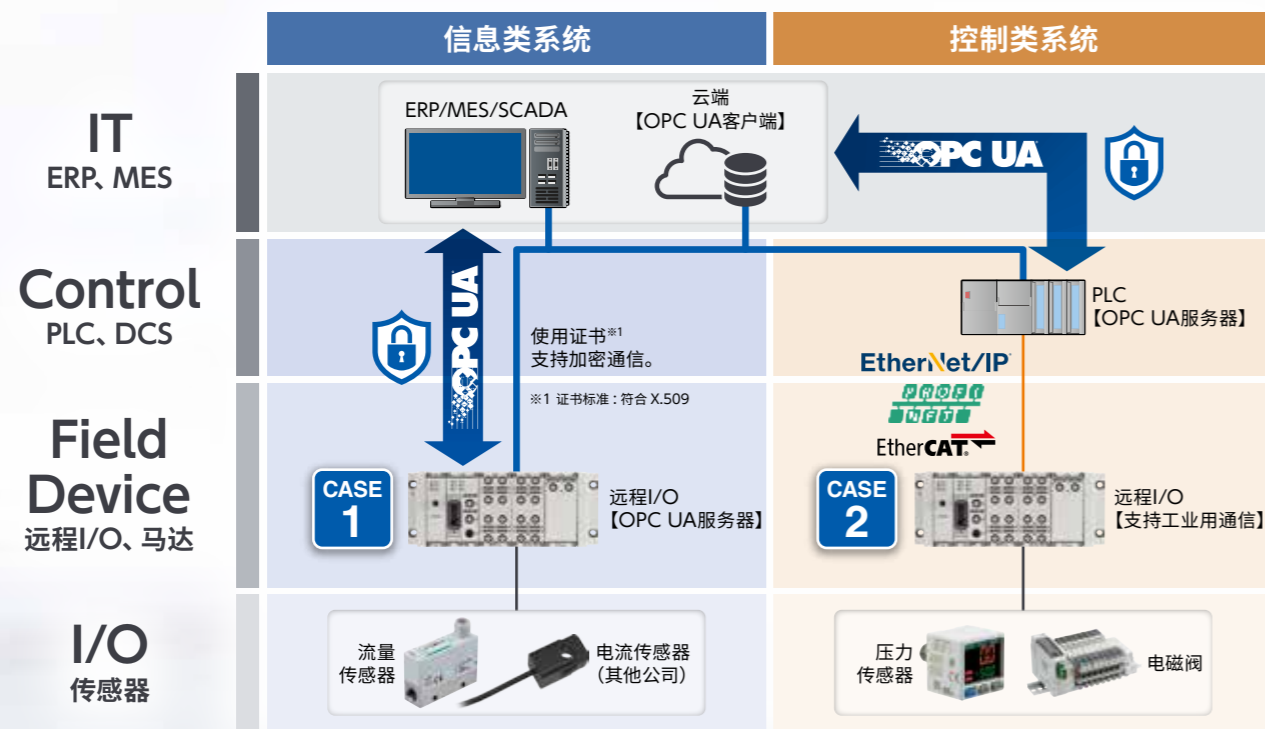 信息类系统
控制类系统
IT
ERP、MES
ERP/MES/SCADA
云端
【OPC UA客户端】
OPC UA
Control
PLC、DCS
OPC UA
使用证书※1
支持加密通信。
※1 证书标准：符合 X.509
PLC
【OPC UA服务器】
EtherNet/IP
PROFI
NET
EtherCAT
Field
Device
远程I/O、马达
CASE
1
远程I/O
【OPC UA服务器】
CASE
2
远程I/O
【支持工业用通信】
I/O
传感器
流量
传感器
电流传感器
（其他公司）
压力
传感器
电磁阀